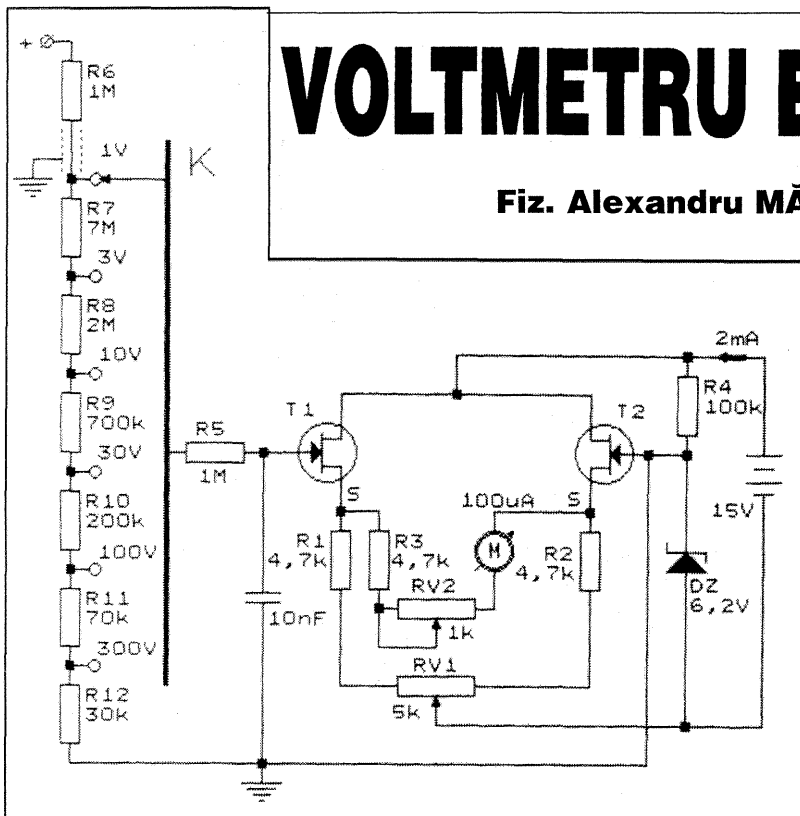 VOLTMETRU
Fiz. Alexandru
+
R6
1M
1V
K
R7
7M
3V
R8
2M
10V
R9
700k
30V
R10
200k
100V
R11
70k
300V
R12
30k
R5
1M
10nF
T1
S
R1
4,7k
R3
4,7k
RV2
1k
RV1
5k
100uA
M
S
R2
4,7k
T2
2mA
R4
100k
15V
DZ
6,2V